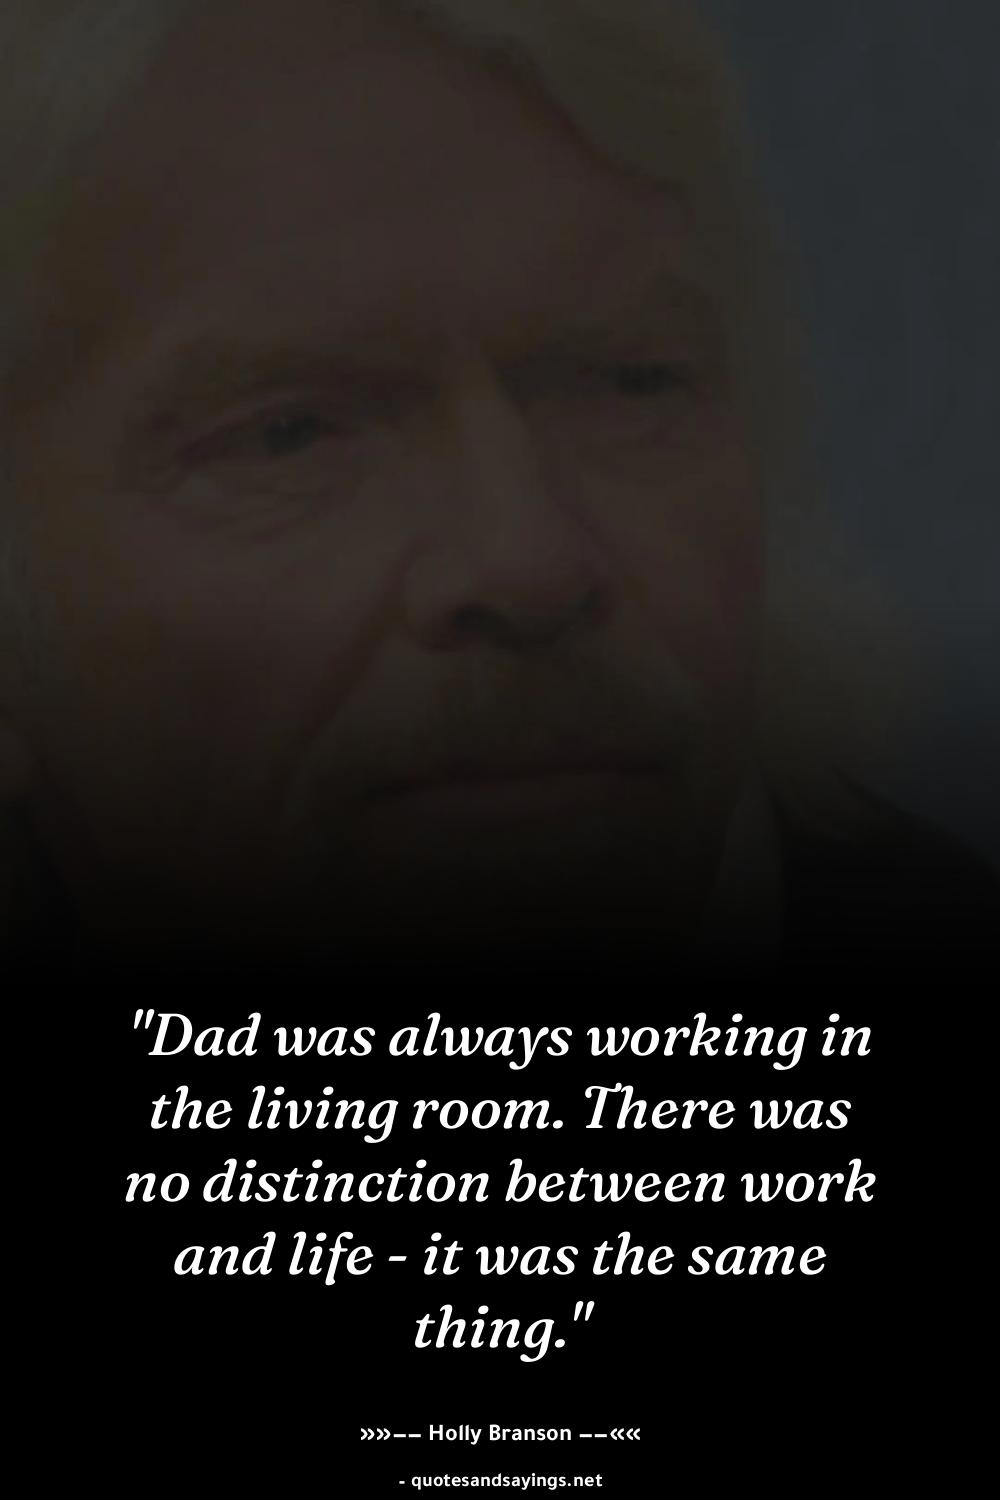 "Dad was always working in
the living room. There was
no distinction between work
and life - it was the same
thing."
»»−− Holly Branson −−««
- quotesandsayings.net